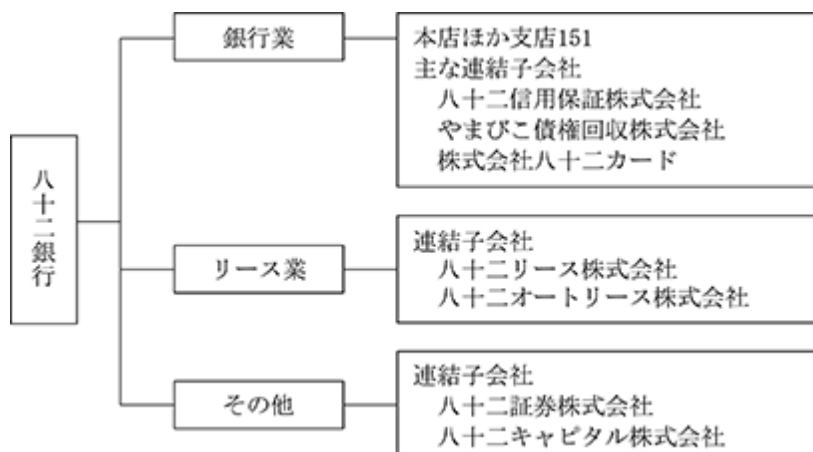 八十二銀行
銀行業
本店ほか支店151
主な連結子会社
八十二信用保証株式会社
やまびこ債権回収株式会社
株式会社八十二カード
リース業
連結子会社
八十二リース株式会社
八十二オートリース株式会社
その他
連結子会社
八十二証券株式会社
八十二キャピタル株式会社